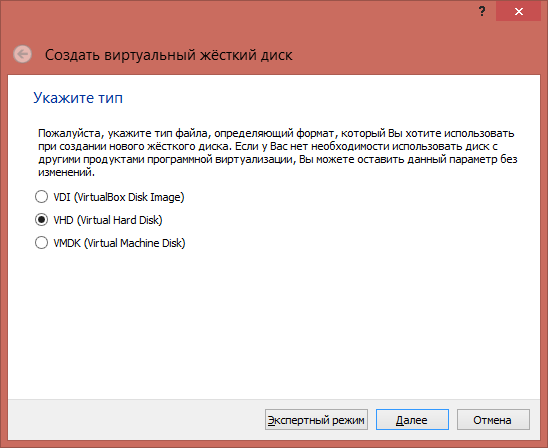 ?
Создать виртуальный жёсткий диск
Укажите тип
Пожалуйста, укажите тип файла, определяющий формат, который Вы хотите использовать
при создании нового жёсткого диска. Если у Вас нет необходимости использовать диск с
другими продуктами программной виртуализации, Вы можете оставить данный параметр без
изменений.
VDI (VirtualBox Disk Image)
VHD (Virtual Hard Disk)
VMDK (Virtual Machine Disk)
Экспертный режим Далее Отмена